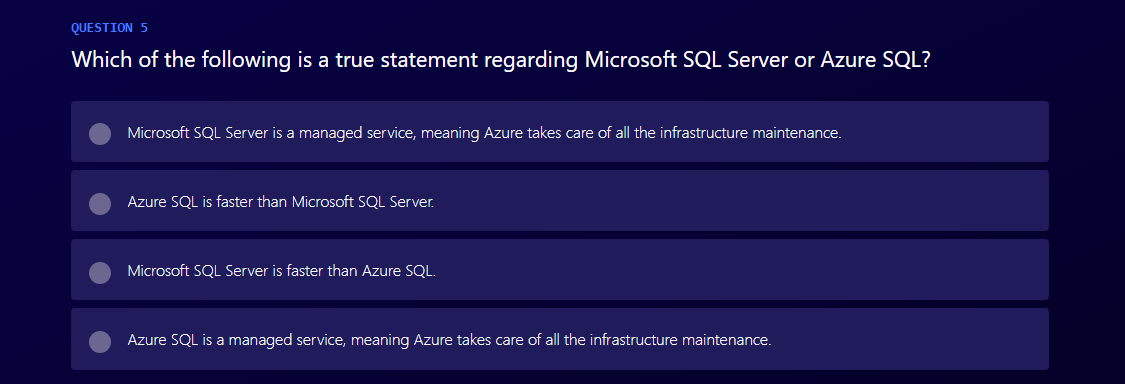 QUESTION 5
Which of the following is a true statement regarding Microsoft SQL Server or Azure SQL?
Microsoft SQL Server is a managed service, meaning Azure takes care of all the infrastructure maintenance.
Azure SQL is faster than Microsoft SQL Server.
Microsoft SQL Server is faster than Azure SQL.
Azure SQL is a managed service, meaning Azure takes care of all the infrastructure maintenance.